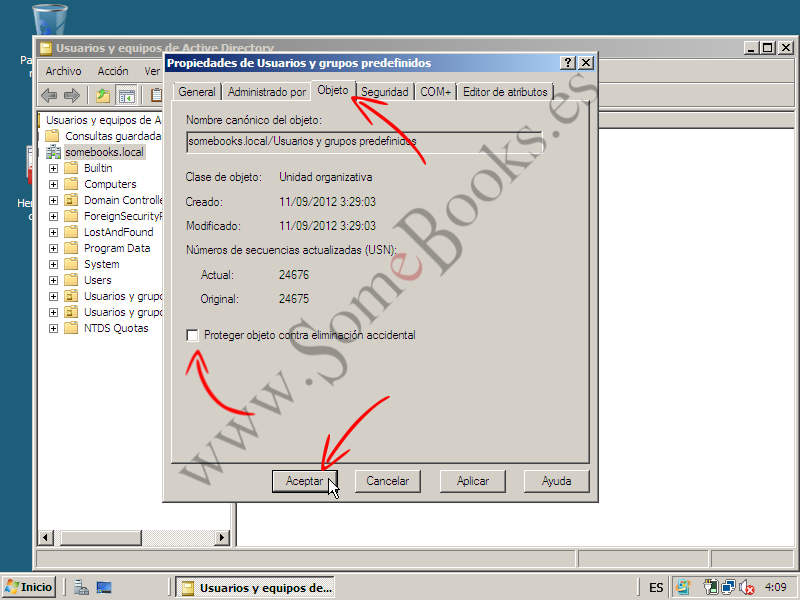 Usuarios y equipos de Active Directory
Propiedades de Usuarios y grupos predefinidos
Archivo Acción Ver
General Administrado por Objeto Seguridad COM+ Editor de atributos
Nombre canónico del objeto:
somebooks.local/Usuarios y grupos predefinidos
Clase de objeto: Unidad organizativa
Creado: 11/09/2012 3:29:03
Modificado: 11/09/2012 3:29:03
Números de secuencias actualizadas (USN):
Actual: 24676
Original: 24675
Proteger objeto contra eliminación accidental
Aceptar Cancelar Aplicar Ayuda
Usuarios y equipos de A
Consultas guardada
somebooks.local
Builtin
Computers
Domain Controlle
ForeignSecurityP
LostAndFound
Program Data
System
Users
Usuarios y grupo
Usuarios y grupo
NTDS Quotas
www.SomeBooks.es
Inicio
Usuarios y equipos de...
ES
4:09